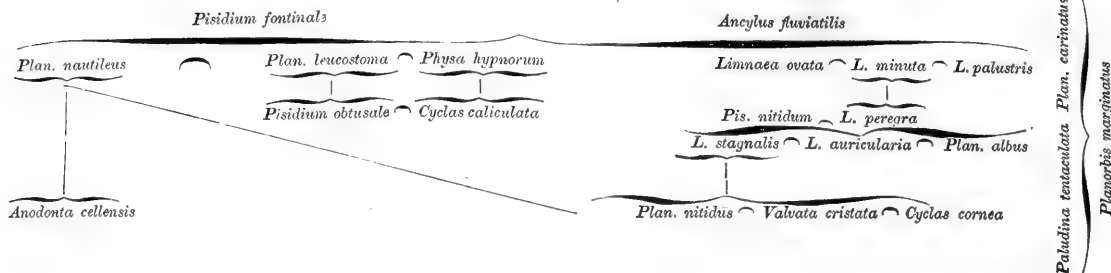 Pisidium fontinals Ancylus fluviatilis
Plan. nautileus Plan. leucostoma Physa hypnorum Limnaea ovata L. minuta L. palustris
Pisidium obtusale Cyclas caliculata Pis. nitidum L. peregra
L. stagnalis L. auricularia Plan. albus
Anodonta cellensis Plan. nitidus Valvata cristata Cyclas cornea
Paludina tentaculata Plan. carinatus
Planorbis marginatus